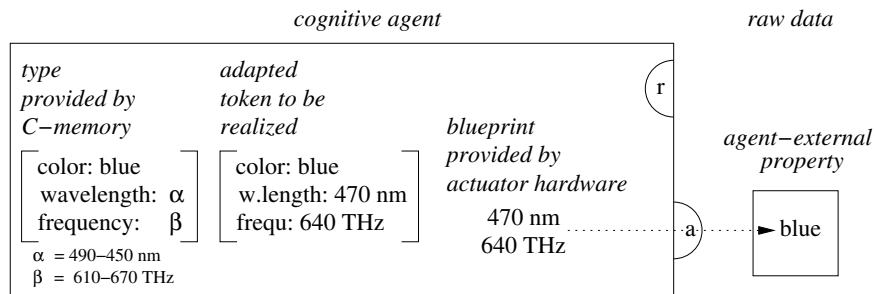 cognitive agent
raw data
type
provided by
C−memory
adapted
token to be
realized
r
color: blue
wavelength: α
frequency: β
color: blue
w.length: 470 nm
frequ: 640 THz
α = 490−450 nm
β = 610−670 THz
blueprint
provided by
actuator hardware
470 nm
640 THz
a
agent−external
property
blue